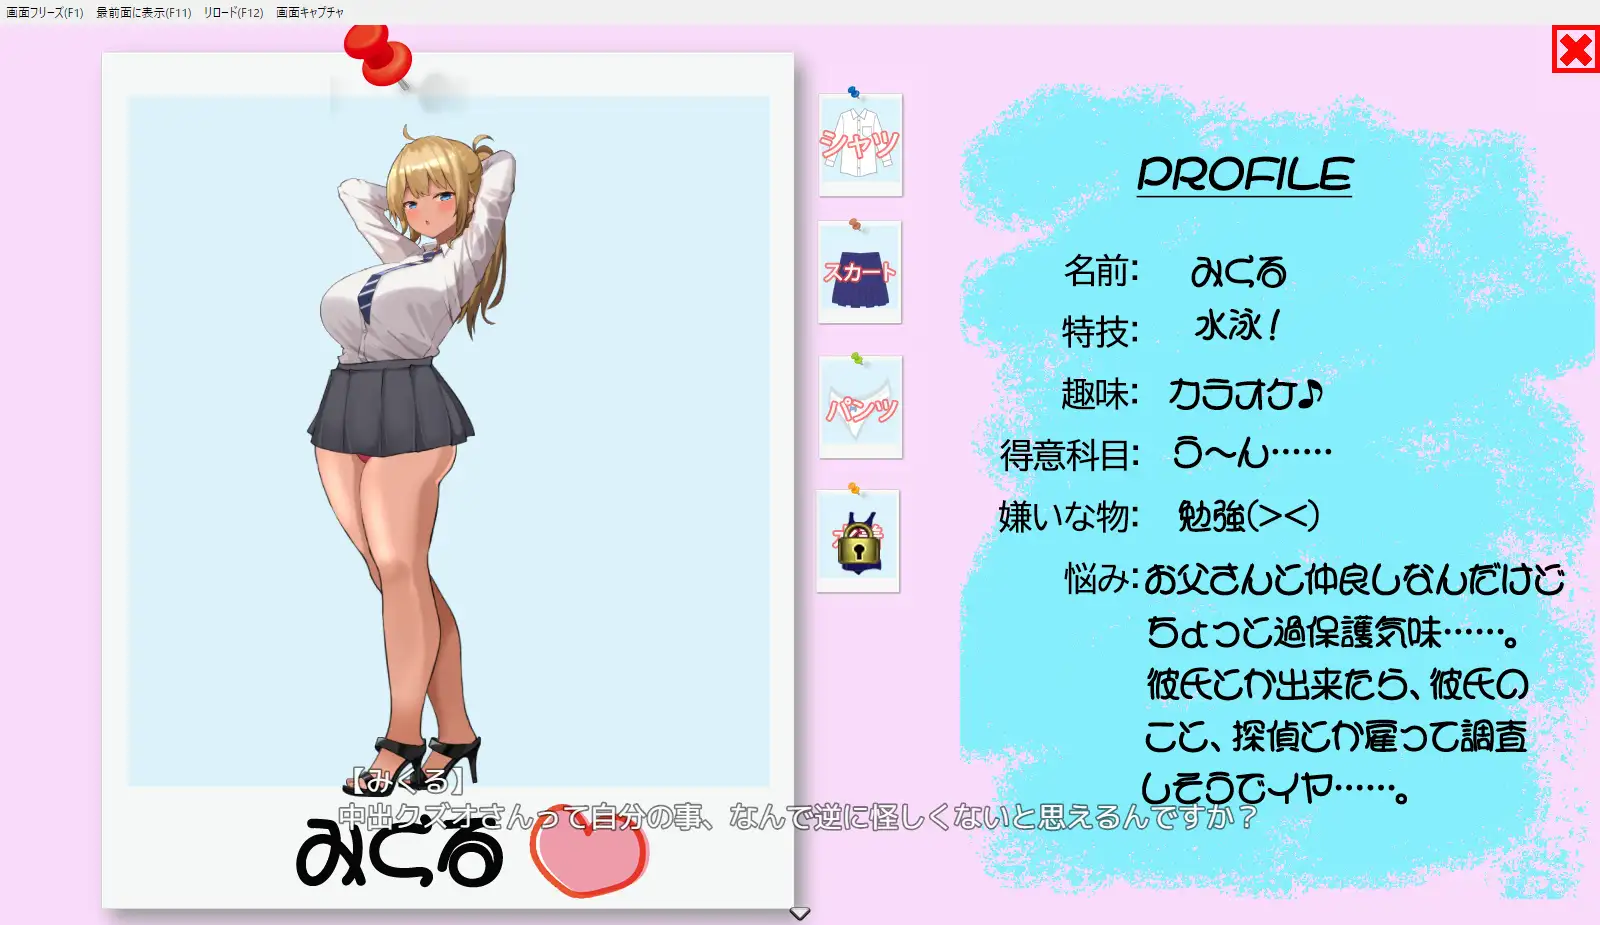 画面フリーズ(F1) 最前面に表示(F11) リロード(F12) 画面キャプチャ
シャツ
スカート
パンツ
PROFILE
名前: みくる
特技: 水泳!
趣味: カラオケ♪
得意科目: う～ん……
嫌いな物: 勉強(><)
悩み:お父さんと仲良しなんだけど
ちょっと過保護気味……。
彼氏とか出来たら、彼氏の
こと、探偵とか雇って調査
しそうでイヤ……。
【みくる】
中出クズオさんって自分の事、なんで逆に怪しくないと思えるんですか？
みくる